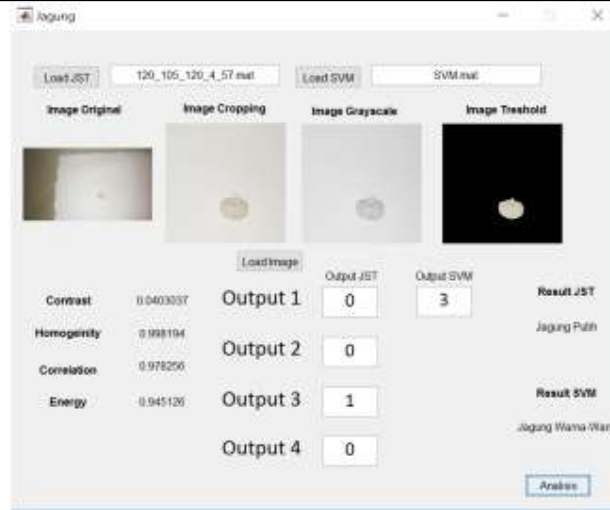 Jagung
Load JST 120_105_120_4_57.mat Load SVM SVM.mat
Image Original Image Cropping Image Grayscale Image Treshold
Load Image
Output JST Output SVM
Contrast 0.0403037 Output 1 0 3 Result JST
Homogeinity 0.998194 Jagung Putih
Output 2 0
Correlation 0.978256
Energy 0.945126 Output 3 1 Result SVM
Jagung Warna-War
Output 4 0
Analisis